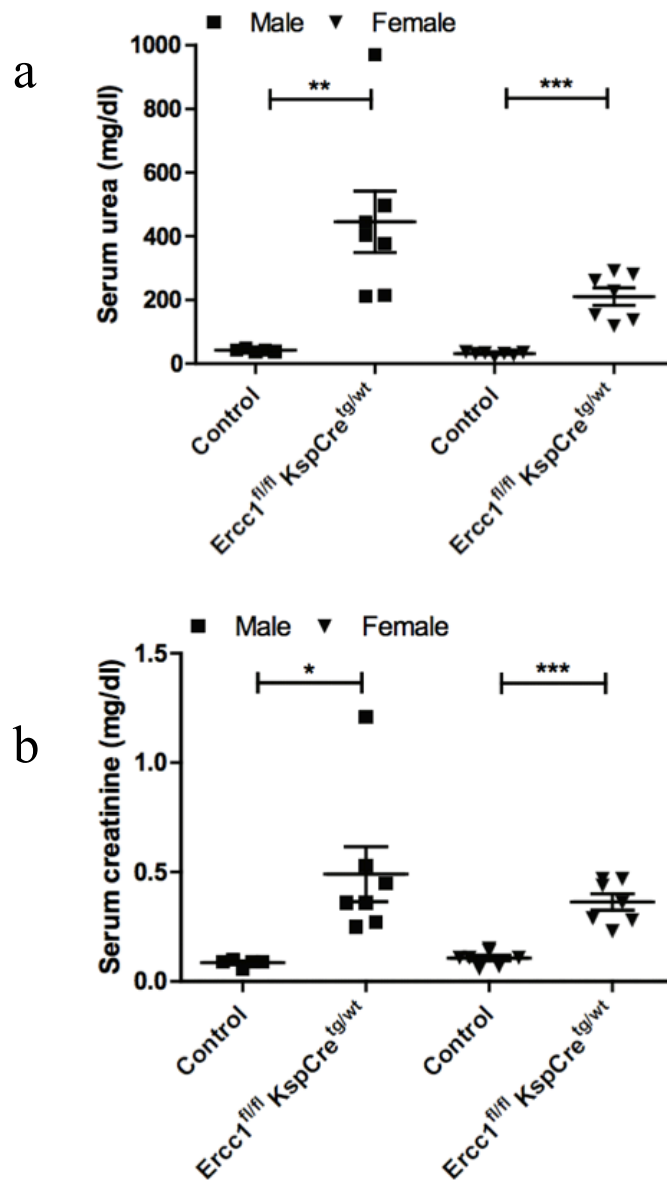 a
Male Female
Serum urea (mg/dl)
1000
800
600
400
200
0
** ***
Control Ercc1fl/fl KspCretg/wt Control Ercc1fl/fl KspCretg/wt
b
Male Female
Serum creatinine (mg/dl)
1.5
1.0
0.5
0.0
* ***
Control Ercc1fl/fl KspCretg/wt Control Ercc1fl/fl KspCretg/wt